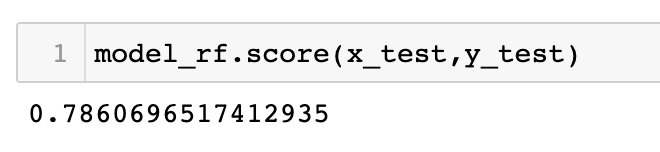 1 model_rf.score(x_test,y_test)
0.7860696517412935